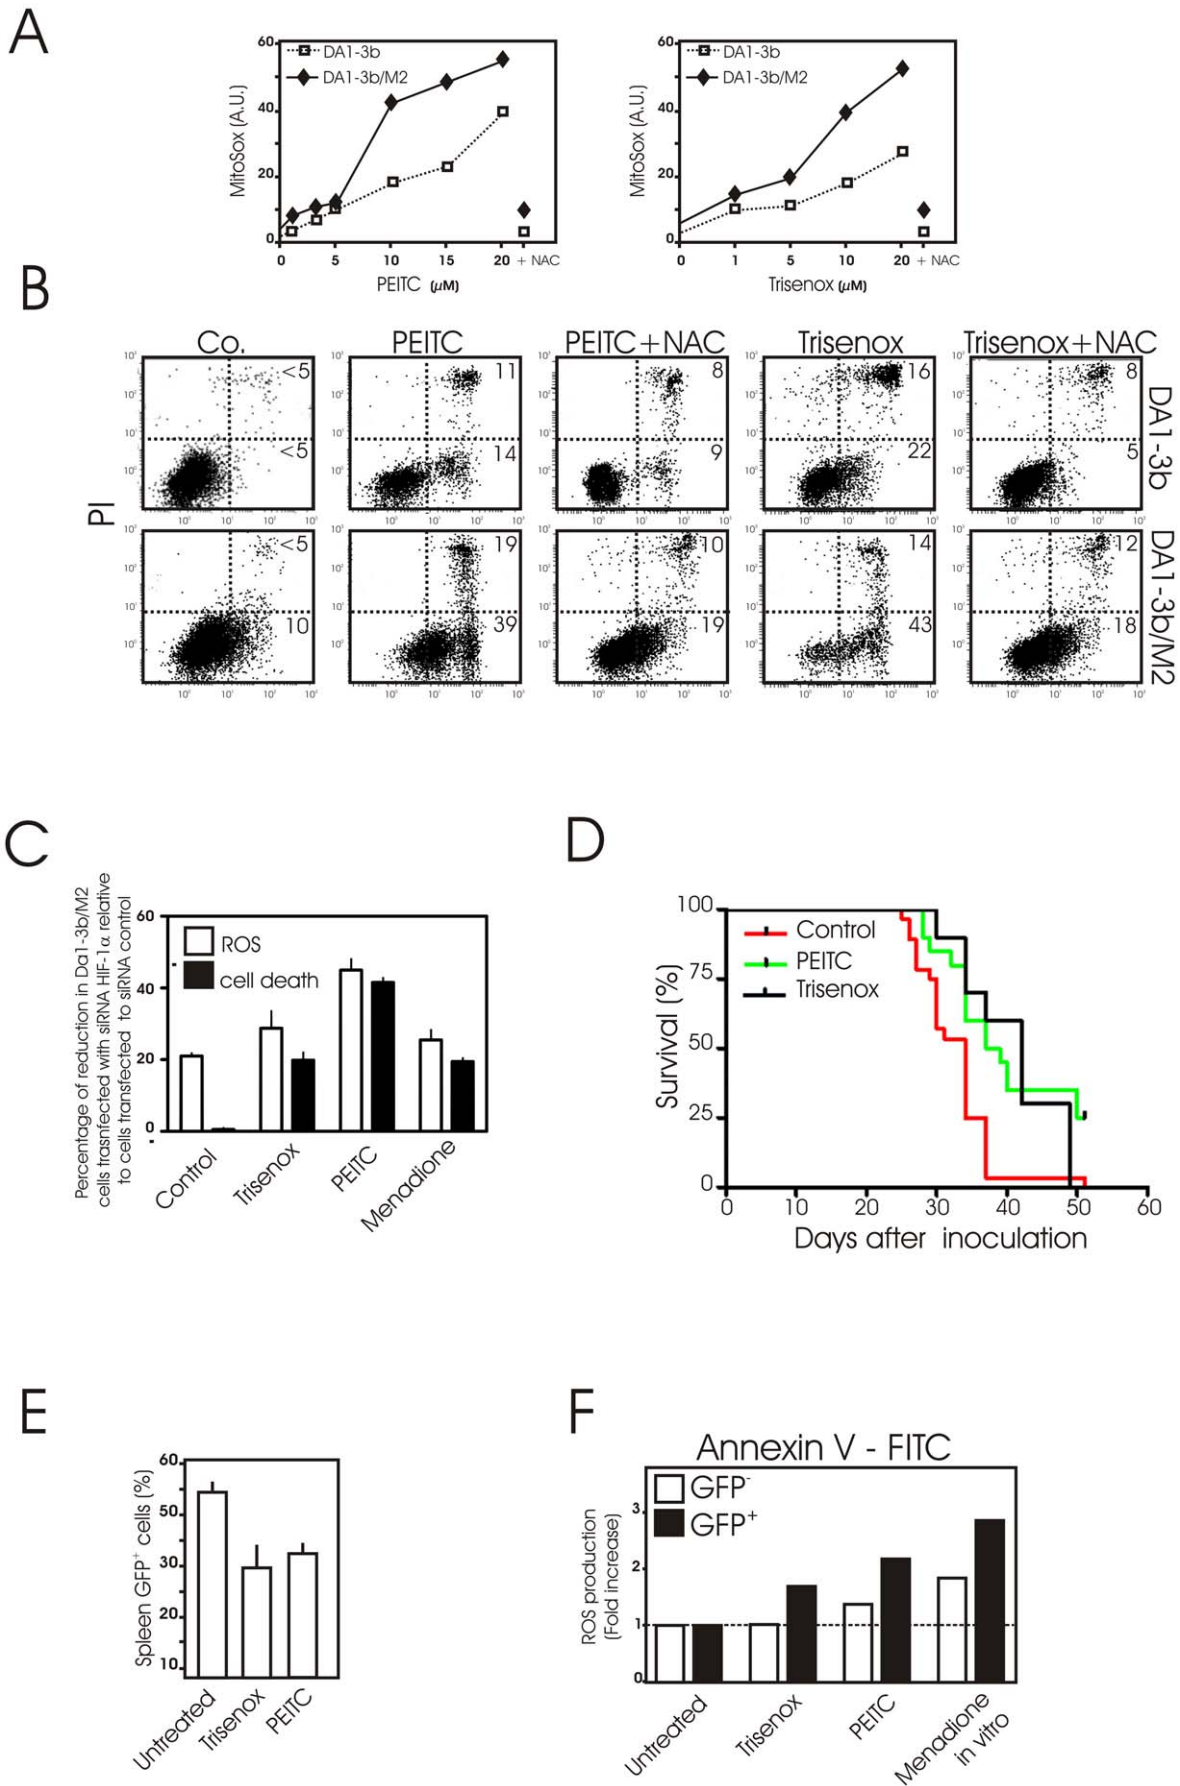 A
60
40
20
0
MitoSox (A.U.)
DA1-3b
DA1-3b/M2
0 5 10 15 20 + NAC
PEITC (µM)
60
40
20
0
MitoSox (A.U.)
DA1-3b
DA1-3b/M2
0 1 5 10 20 + NAC
Trisenox (µM)
B
Co. PEITC PEITC+NAC Trisenox Trisenox+NAC
<5 11 8 16 8
<5 14 9 22 5
DA1-3b
PI
<5 19 10 14 12
10 39 19 43 18
DA1-3b/M2
C
Percentage of reduction in Da1-3b/M2
cells trasnfected with siRNA HIF-1α relative
to cells transfected to siRNA control
60
40
20
0
ROS
cell death
Control Trisenox PEITC Menadione
D
Survival (%)
100
75
50
25
0
Control
PEITC
Trisenox
0 10 20 30 40 50 60
Days after inoculation
E
Spleen GFP+ cells (%)
60
50
30
20
10
Untreated Trisenox PEITC
F
Annexin V - FITC
GFP-
GFP+
ROS production
(Fold increase)
3
2
1
0
Untreated Trisenox PEITC Menadione
in vitro